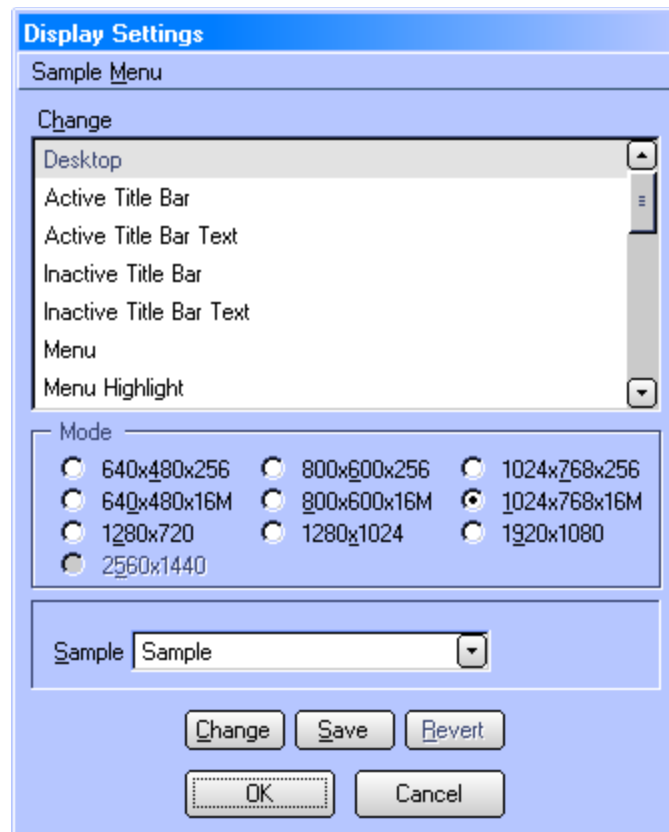 Display Settings
Sample Menu
Change
Desktop
Active Title Bar
Active Title Bar Text
Inactive Title Bar
Inactive Title Bar Text
Menu
Menu Highlight
Mode
640x480x256 800x600x256 1024x768x256
640x480x16M 800x600x16M 1024x768x16M
1280x720 1280x1024 1920x1080
2560x1440
Sample Sample
Change Save Revert
OK Cancel